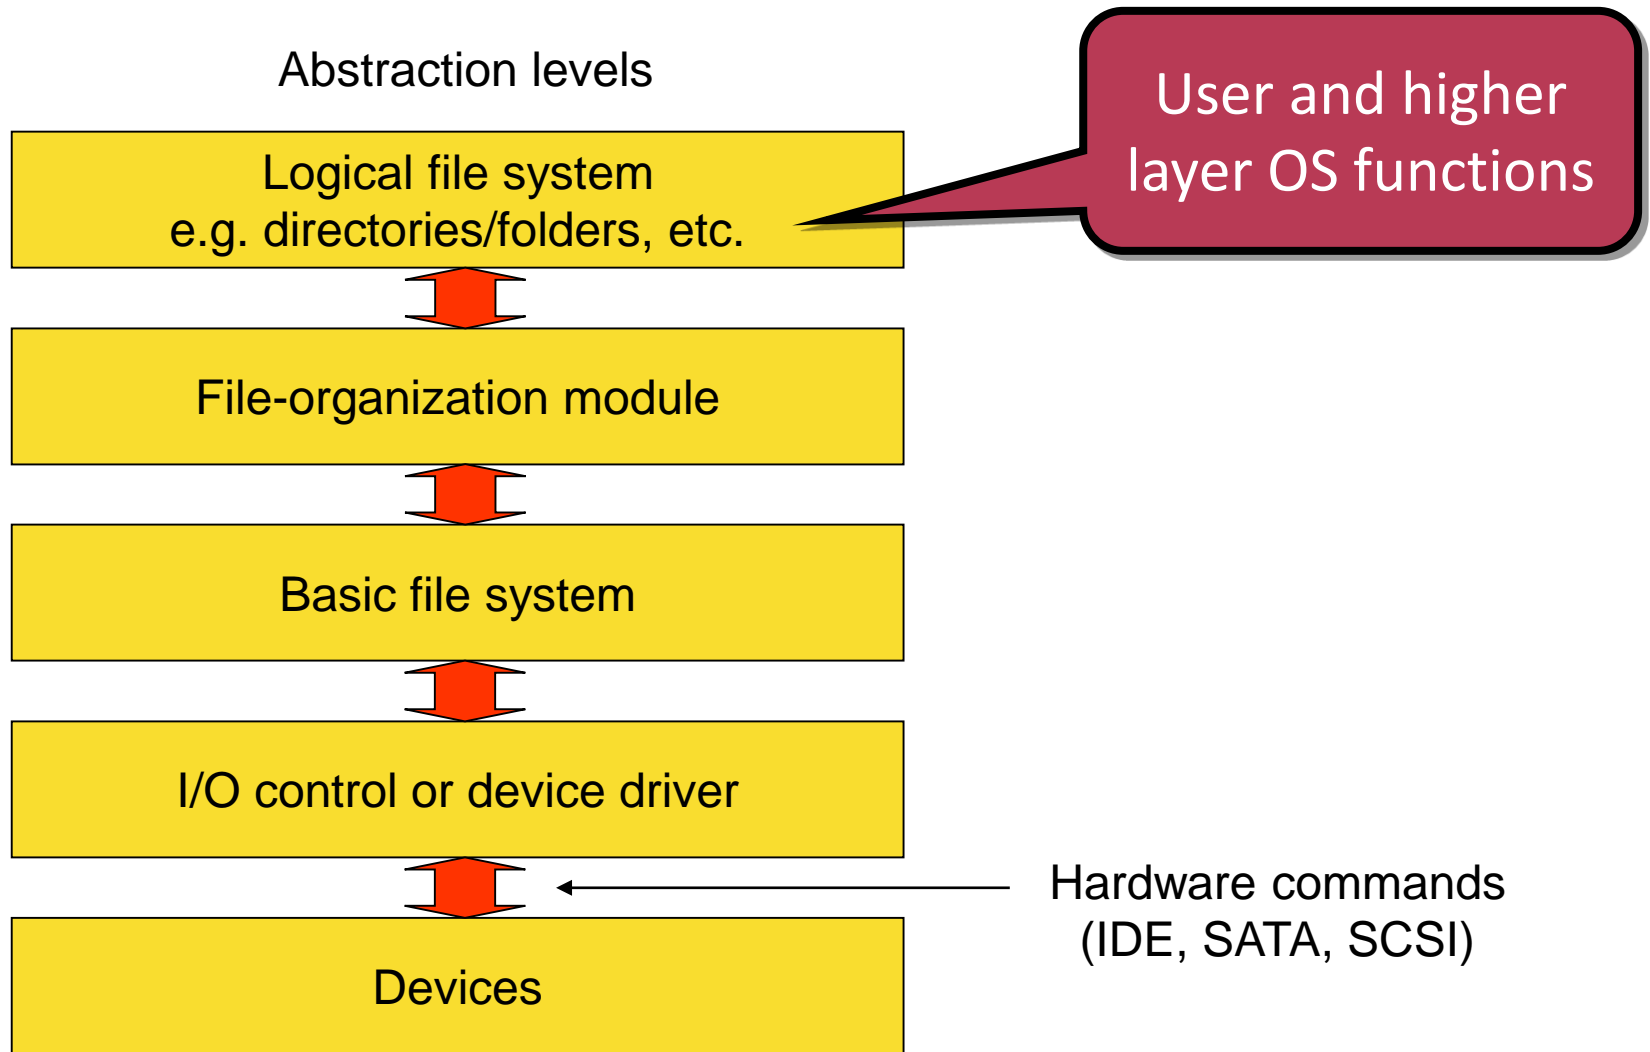 Abstraction levels
User and higher
layer OS functions
Logical file system
e.g. directories/folders, etc.
File-organization module
Basic file system
I/O control or device driver
Hardware commands
(IDE, SATA, SCSI)
Devices